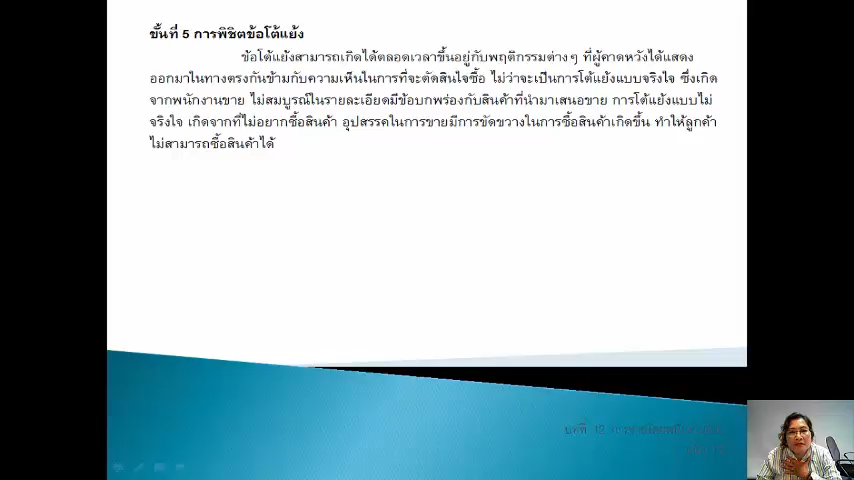 ขั้นที่ 5 การพิชิตข้อโต้แย้ง
ข้อโต้แย้งสามารถเกิดได้ตลอดเวลาขึ้นอยู่กับพฤติกรรมต่างๆ ที่ผู้คาดหวังได้แสดง
ออกมาในทางตรงกันข้ามกับความเห็นในการที่จะตัดสินใจซื้อ ไม่ว่าจะเป็นการโต้แย้งแบบจริงใจ ซึ่งเกิด
จากพนักงานขาย ไม่สมบูรณ์ในรายละเอียดมีข้อบกพร่องกับสินค้าที่นำมาเสนอขาย การโต้แย้งแบบไม่
จริงใจ เกิดจากที่ไม่อยากซื้อสินค้า อุปสรรคในการขายมีการขัดขวางในการซื้อสินค้าเกิดขึ้น ทำให้ลูกค้า
ไม่สามารถซื้อสินค้าได้
บทที่